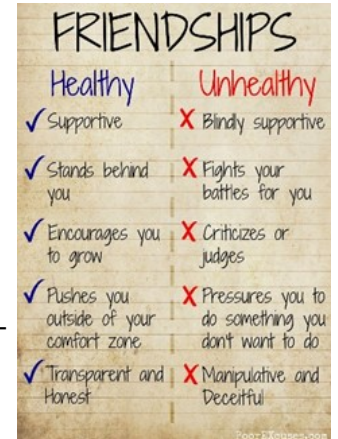 FRIENDSHIPS
Healthy
Unhealthy
Supportive
Blindly supportive
Stands behind
you
Fights your
battles for you
Encourages you
to grow
Criticizes or
judges
Pushes you
outside of your
comfort zone
Pressures you to
do something you
don't want to do
Transparent and
Honest
Manipulative and
Deceitful